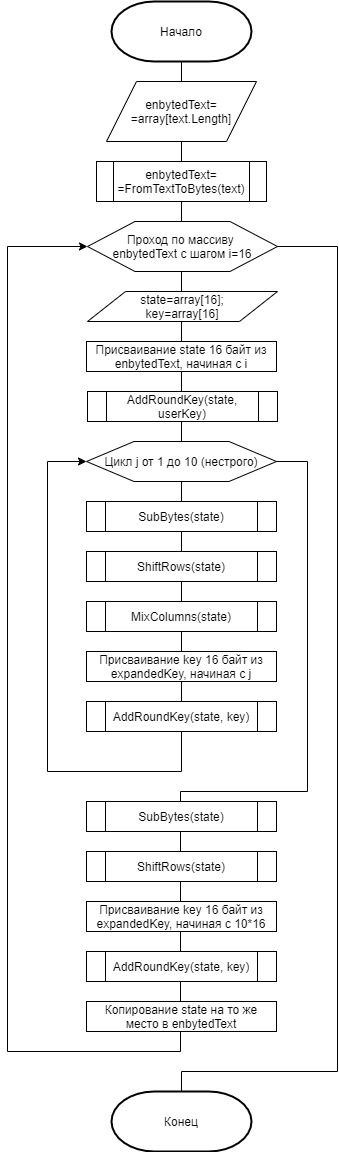 Начало
enbytedText=
=array[text.Length]
enbytedText=
=FromTextToBytes(text)
Проход по массиву
enbytedText с шагом i=16
state=array[16];
key=array[16]
Присваивание state 16 байт из
enbytedText, начиная с i
AddRoundKey(state,
userKey)
Цикл j от 1 до 10 (нестрого)
SubBytes(state)
ShiftRows(state)
MixColumns(state)
Присваивание key 16 байт из
expandedKey, начиная с j
AddRoundKey(state, key)
SubBytes(state)
ShiftRows(state)
Присваивание key 16 байт из
expandedKey, начиная с 10*16
AddRoundKey(state, key)
Копирование state на то же
место в enbytedText
Конец